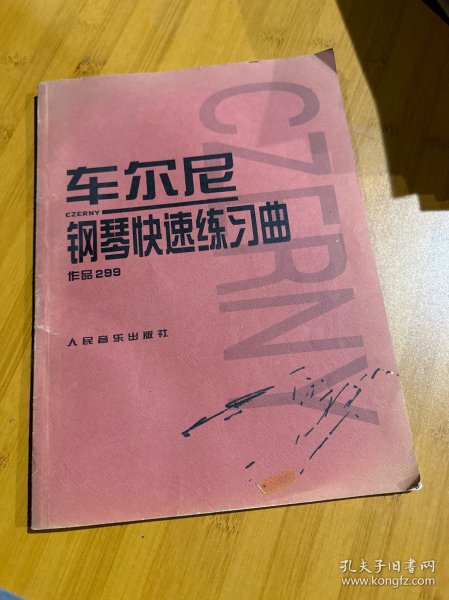 CZERNY
车尔尼
CZERNY
钢琴快速练习曲
作品299
人民音乐出版社
孔夫子旧书网
www.kongfz.com